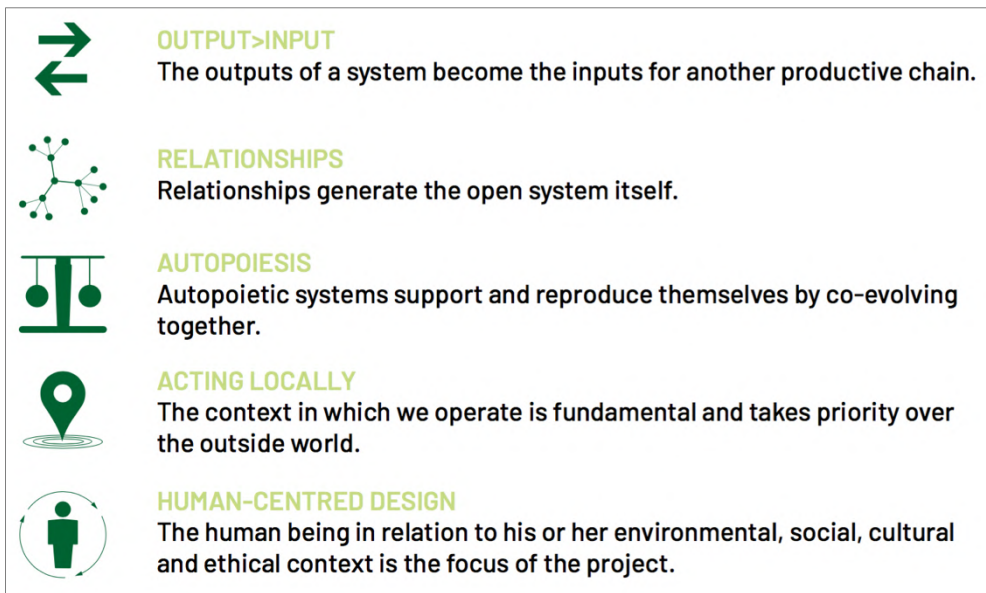 OUTPUT>INPUT
The outputs of a system become the inputs for another productive chain.
RELATIONSHIPS
Relationships generate the open system itself.
AUTOPOIESIS
Autopoietic systems support and reproduce themselves by co-evolving
together.
ACTING LOCALLY
The context in which we operate is fundamental and takes priority over
the outside world.
HUMAN-CENTRED DESIGN
The human being in relation to his or her environmental, social, cultural
and ethical context is the focus of the project.